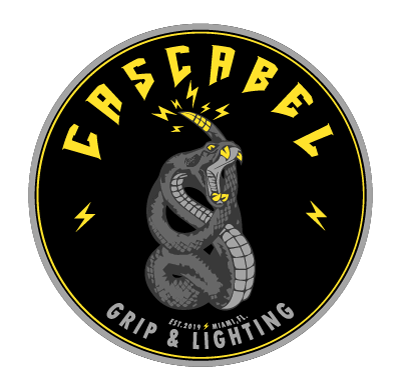 CASCABEL
EST.2019 ⚡ MIAMI,FL.
GRIP & LIGHTING